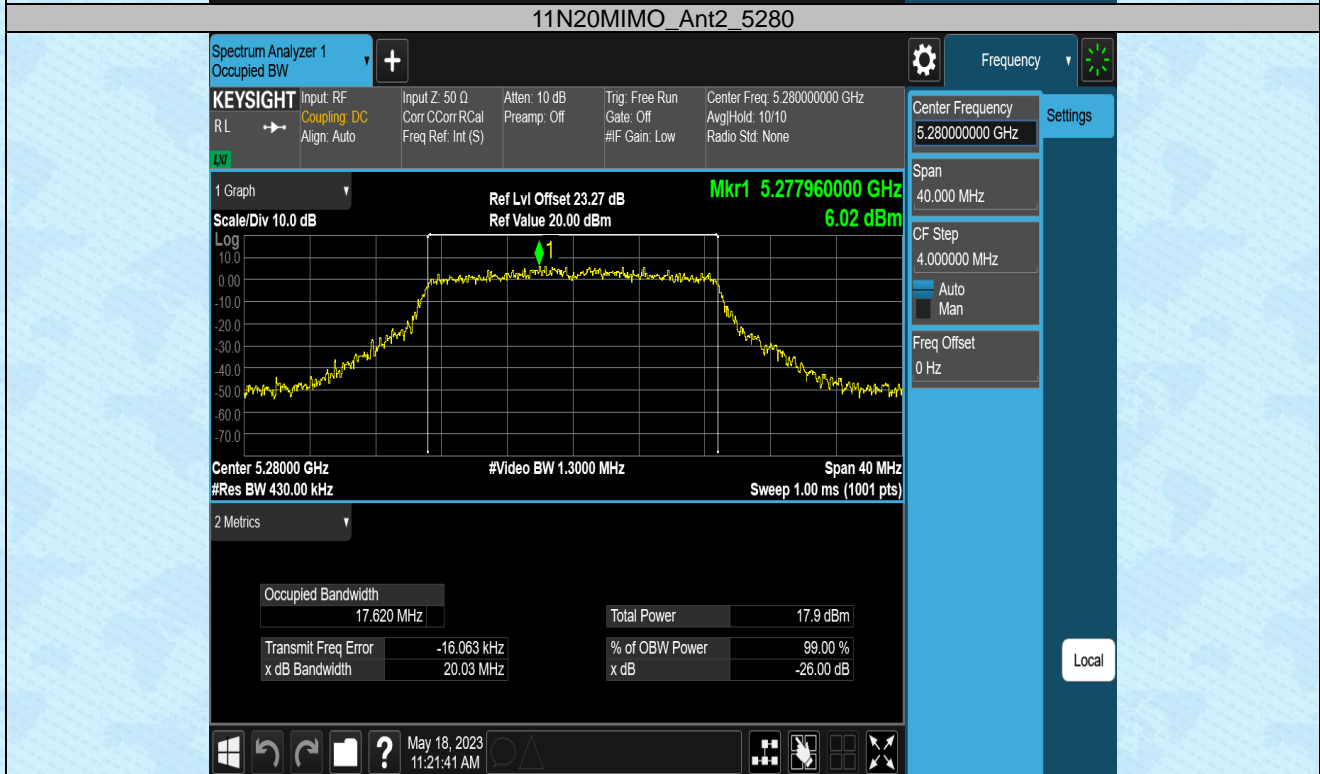 11N20MIMO_Ant2_5280
Spectrum Analyzer 1
Occupied BW
+
Frequency
KEYSIGHT
R L
LXI
Input: RF
Coupling: DC
Align: Auto
Input Z: 50 Ω
Corr CCorr RCal
Freq Ref: Int (S)
Atten: 10 dB
Preamp: Off
Trig: Free Run
Gate: Off
#IF Gain: Low
Center Freq: 5.280000000 GHz
Avg|Hold: 10/10
Radio Std: None
Center Frequency
5.280000000 GHz
Settings
Span
40.000 MHz
CF Step
4.000000 MHz
Auto
Man
Freq Offset
0 Hz
Local
1 Graph
Scale/Div 10.0 dB
Ref Lvl Offset 23.27 dB
Ref Value 20.00 dBm
Mkr1 5.277960000 GHz
6.02 dBm
Log
10.0
0.00
-10.0
-20.0
-30.0
-40.0
-50.0
-60.0
-70.0
1
Center 5.28000 GHz
#Video BW 1.3000 MHz
Span 40 MHz
#Res BW 430.00 kHz
Sweep 1.00 ms (1001 pts)
2 Metrics
Occupied Bandwidth
17.620 MHz
Total Power 17.9 dBm
Transmit Freq Error -16.063 kHz
% of OBW Power 99.00 %
x dB Bandwidth 20.03 MHz
x dB -26.00 dB
?
May 18, 2023
11:21:41 AM